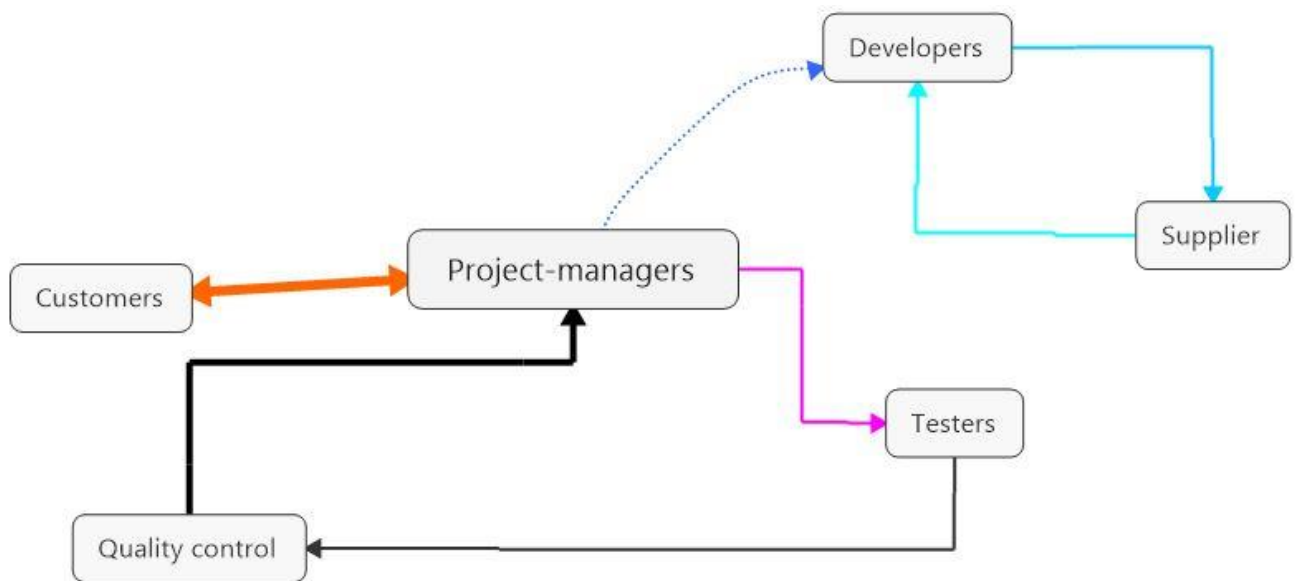 Developers
Supplier
Project-managers
Customers
Testers
Quality control